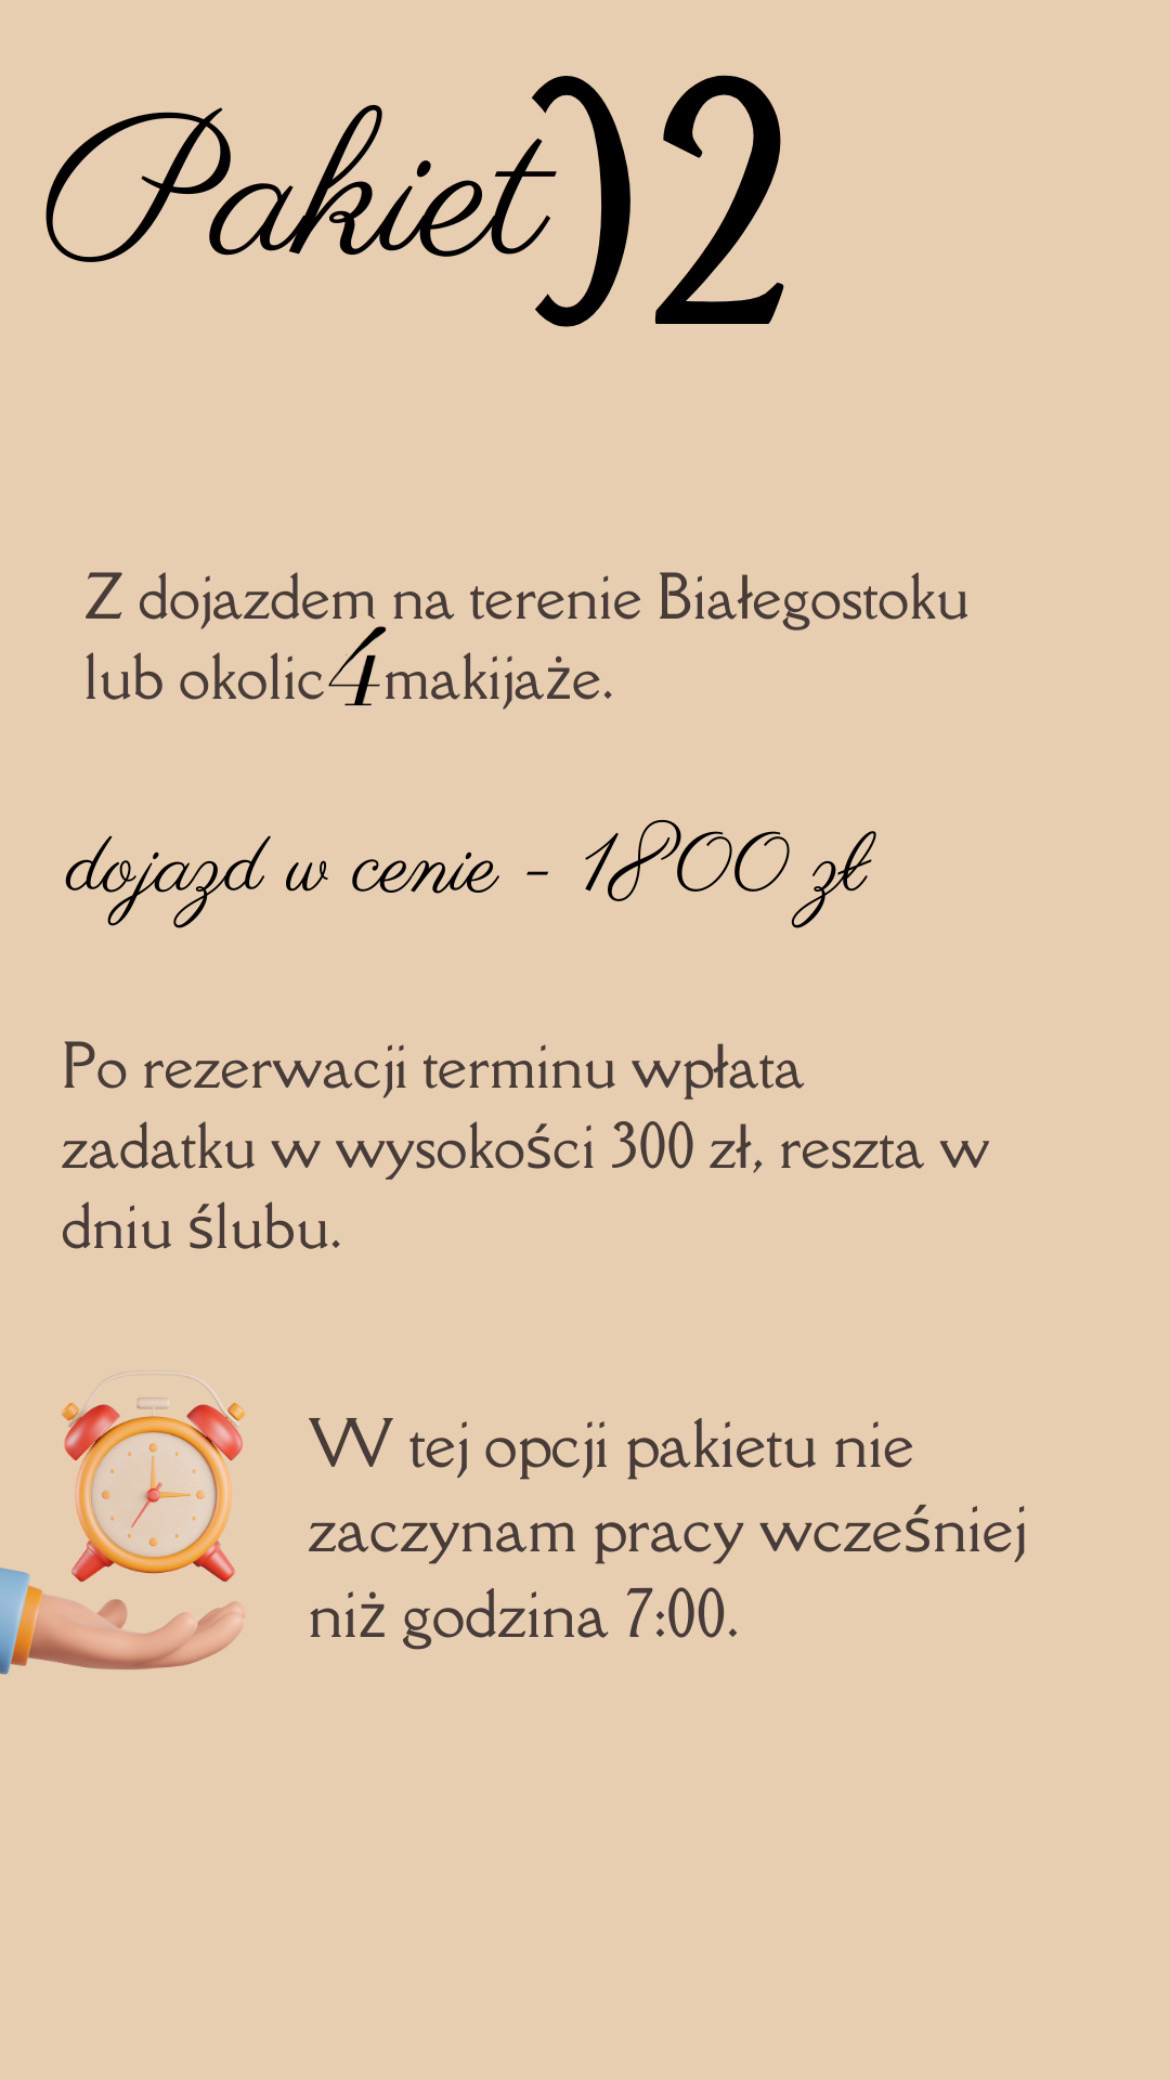 Pakiet 02
Z dojazdem na terenie Białegostoku
lub okolic 4 makijaże.
dojazd w cenie - 1800 zł
Po rezerwacji terminu wpłata
zadatku w wysokości 300 zł, reszta w
dniu ślubu.
W tej opcji pakietu nie
zaczynam pracy wcześniej
niż godzina 7:00.